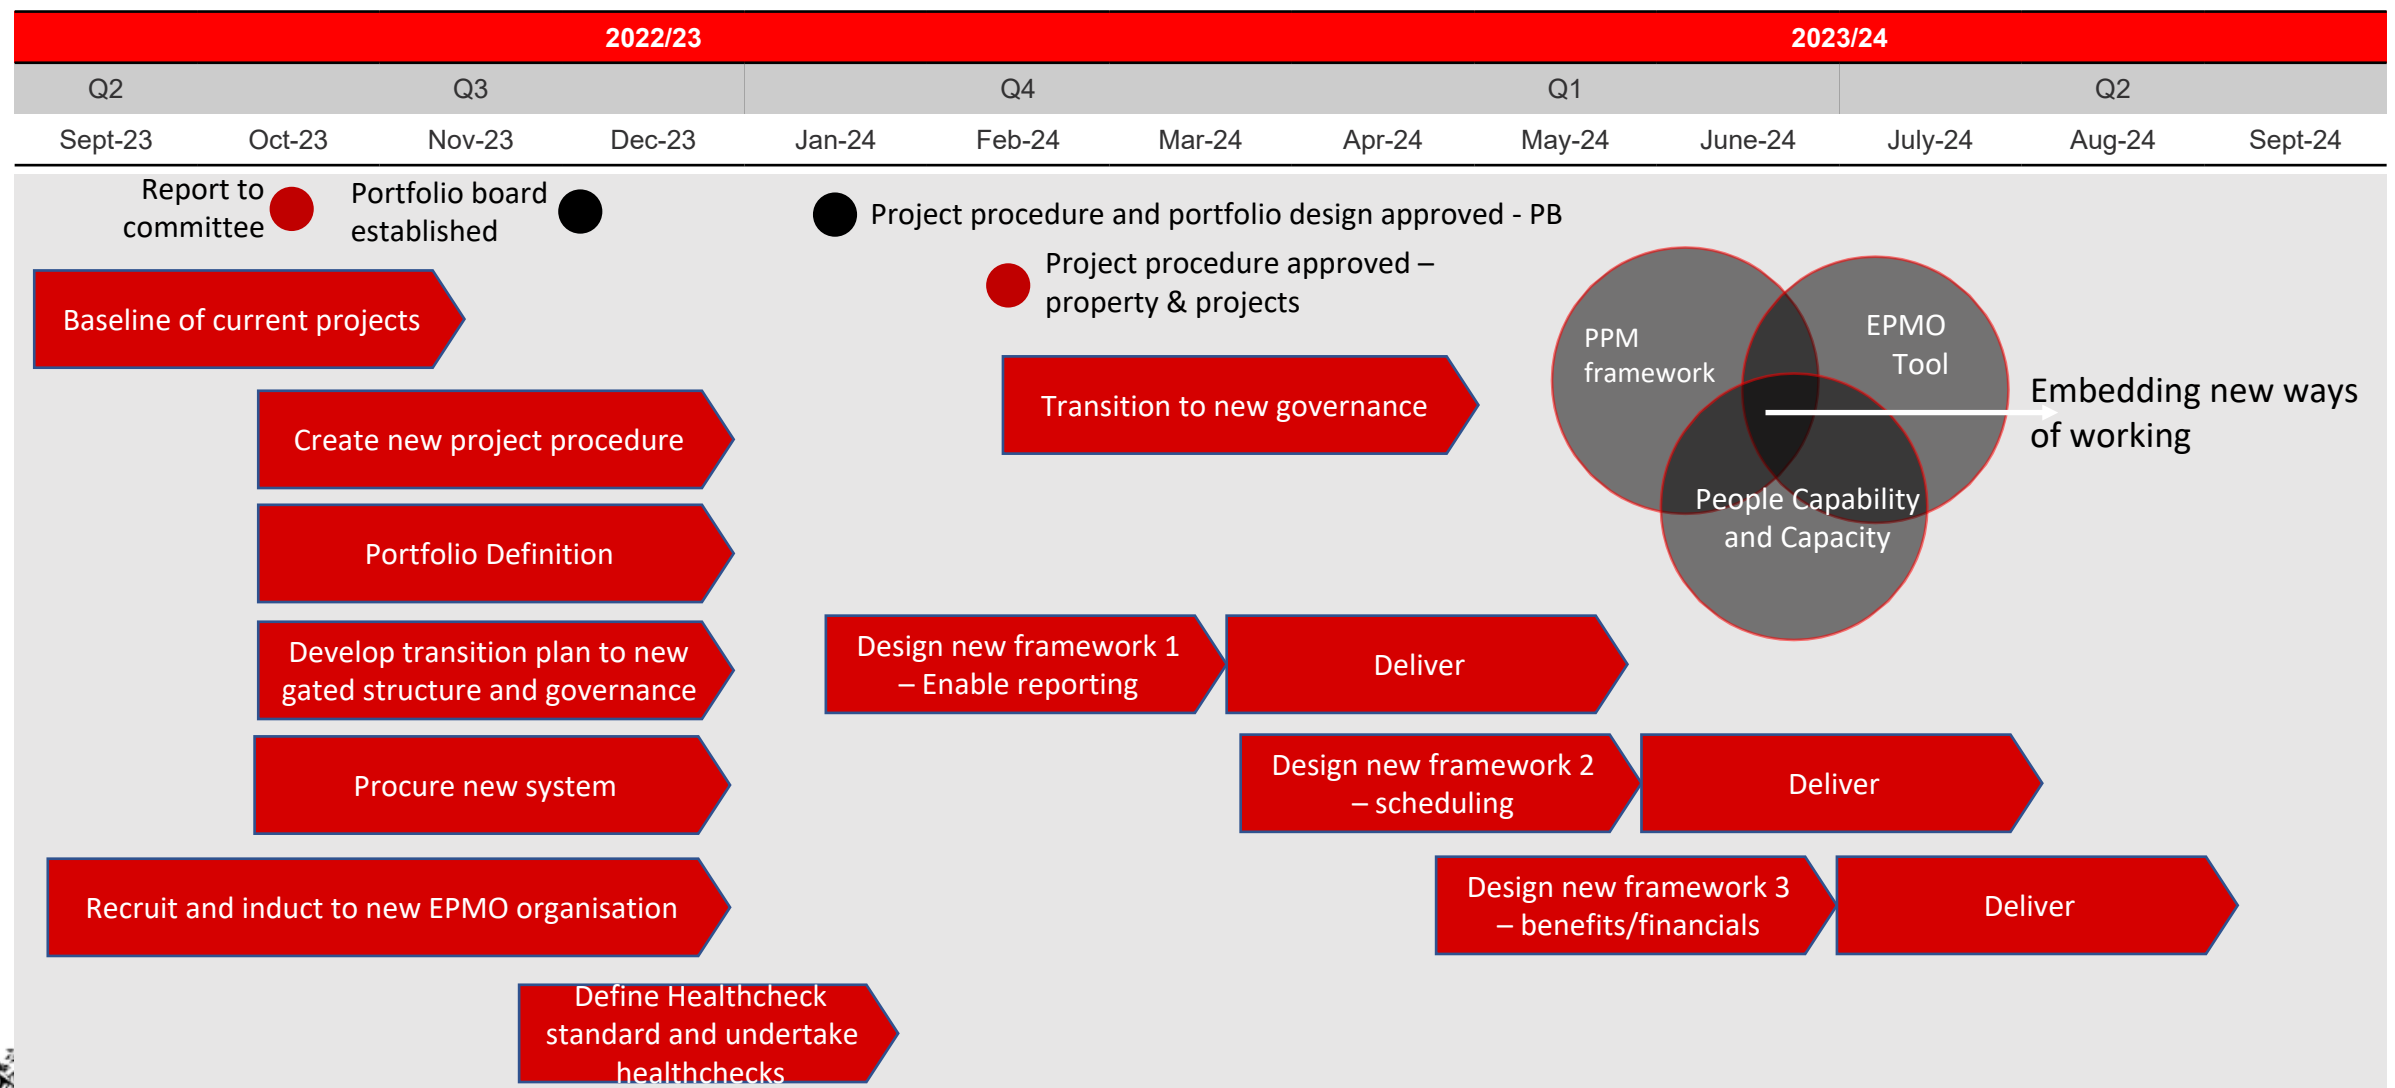 2022/23
2023/24
Q2
Q3
Q4
Q1
Q2
Sept-23
Oct-23
Nov-23
Dec-23
Jan-24
Feb-24
Mar-24
Apr-24
May-24
June-24
July-24
Aug-24
Sept-24
Report to
committee
Portfolio board
established
Project procedure and portfolio design approved - PB
Project procedure approved –
property & projects
Baseline of current projects
Transition to new governance
PPM
framework
EPMO
Tool
People Capability
and Capacity
Embedding new ways
of working
Create new project procedure
Portfolio Definition
Develop transition plan to new
gated structure and governance
Design new framework 1
– Enable reporting
Deliver
Procure new system
Design new framework 2
– scheduling
Deliver
Recruit and induct to new EPMO organisation
Design new framework 3
– benefits/financials
Deliver
Define Healthcheck
standard and undertake
healthchecks